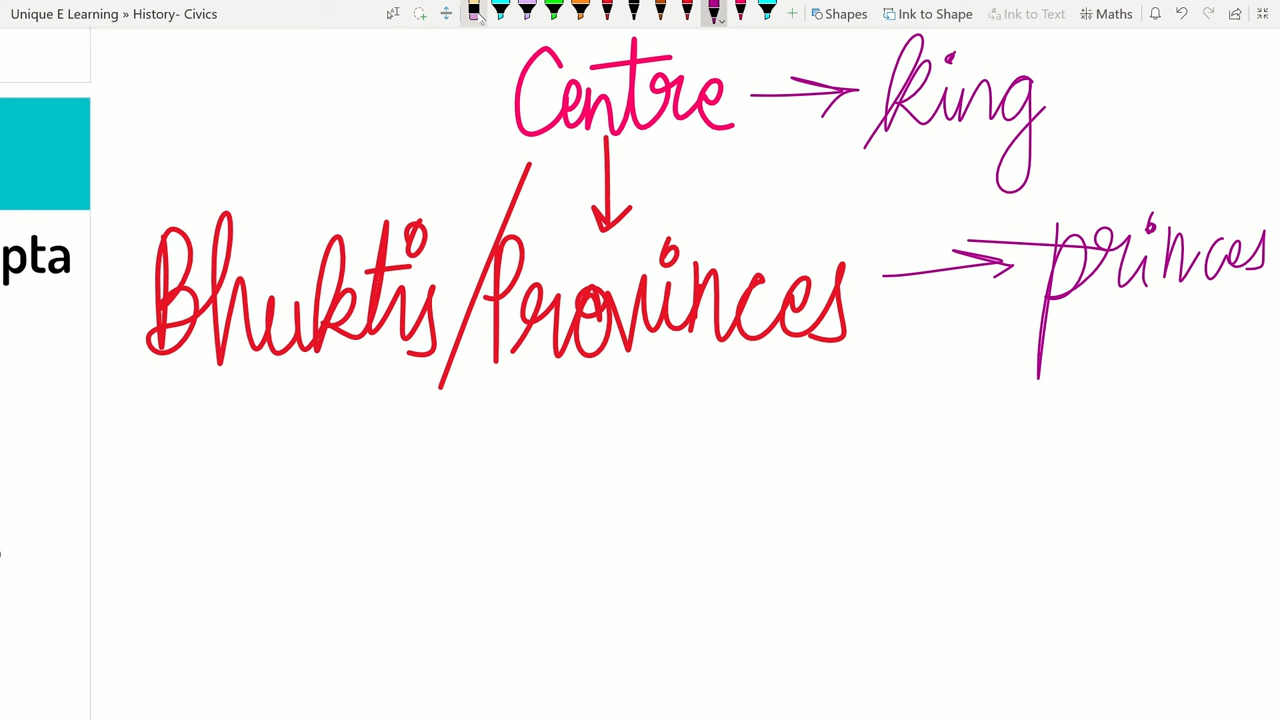 Unique E Learning » History- Civics
Shapes Ink to Shape Ink to Text Maths
Centre → king
pta
Bhuktis/Provinces → princes